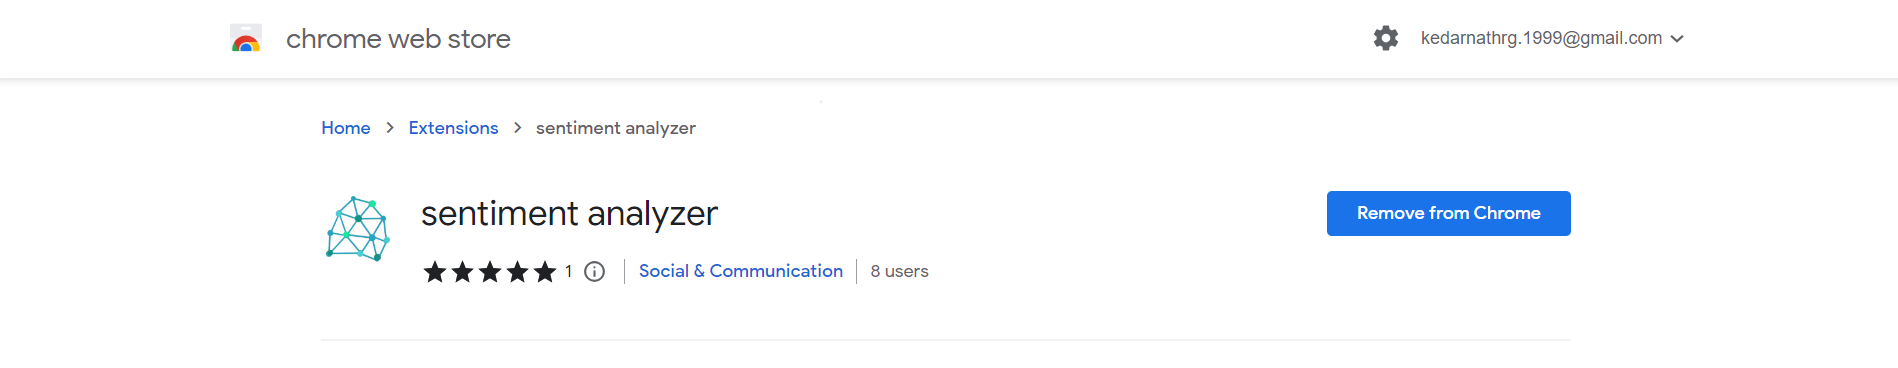 chrome web store
kedarnathrg.1999@gmail.com
Home > Extensions > sentiment analyzer
sentiment analyzer
Remove from Chrome
★★★★★ 1 Social & Communication 8 users